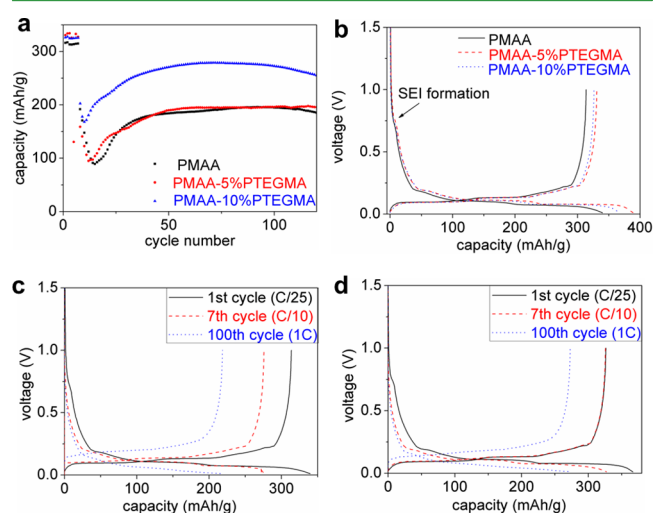 a
capacity (mAh/g)
300
200
100
0
0
50
100
cycle number
PMAA
PMAA-5%PTEGMA
PMAA-10%PTEGMA
b
voltage (V)
1.5
1.0
0.5
0.0
0
100
200
300
400
capacity (mAh/g)
PMAA
PMAA-5%PTEGMA
PMAA-10%PTEGMA
SEI formation
c
voltage (V)
1.5
1.0
0.5
0.0
0
100
200
300
capacity (mAh/g)
1st cycle (C/25)
7th cycle (C/10)
100th cycle (1C)
d
voltage (V)
1.5
1.0
0.5
0.0
0
100
200
300
capacity (mAh/g)
1st cycle (C/25)
7th cycle (C/10)
100th cycle (1C)